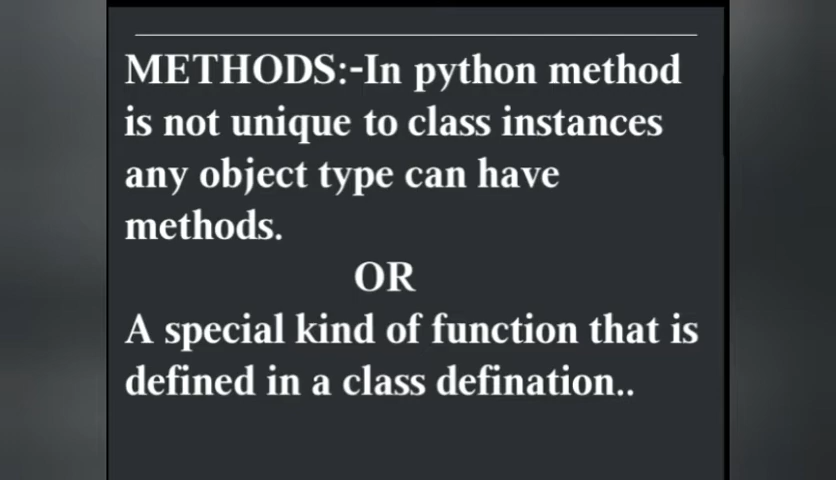 METHODS:-In python method
is not unique to class instances
any object type can have
methods.
OR
A special kind of function that is
defined in a class defination..